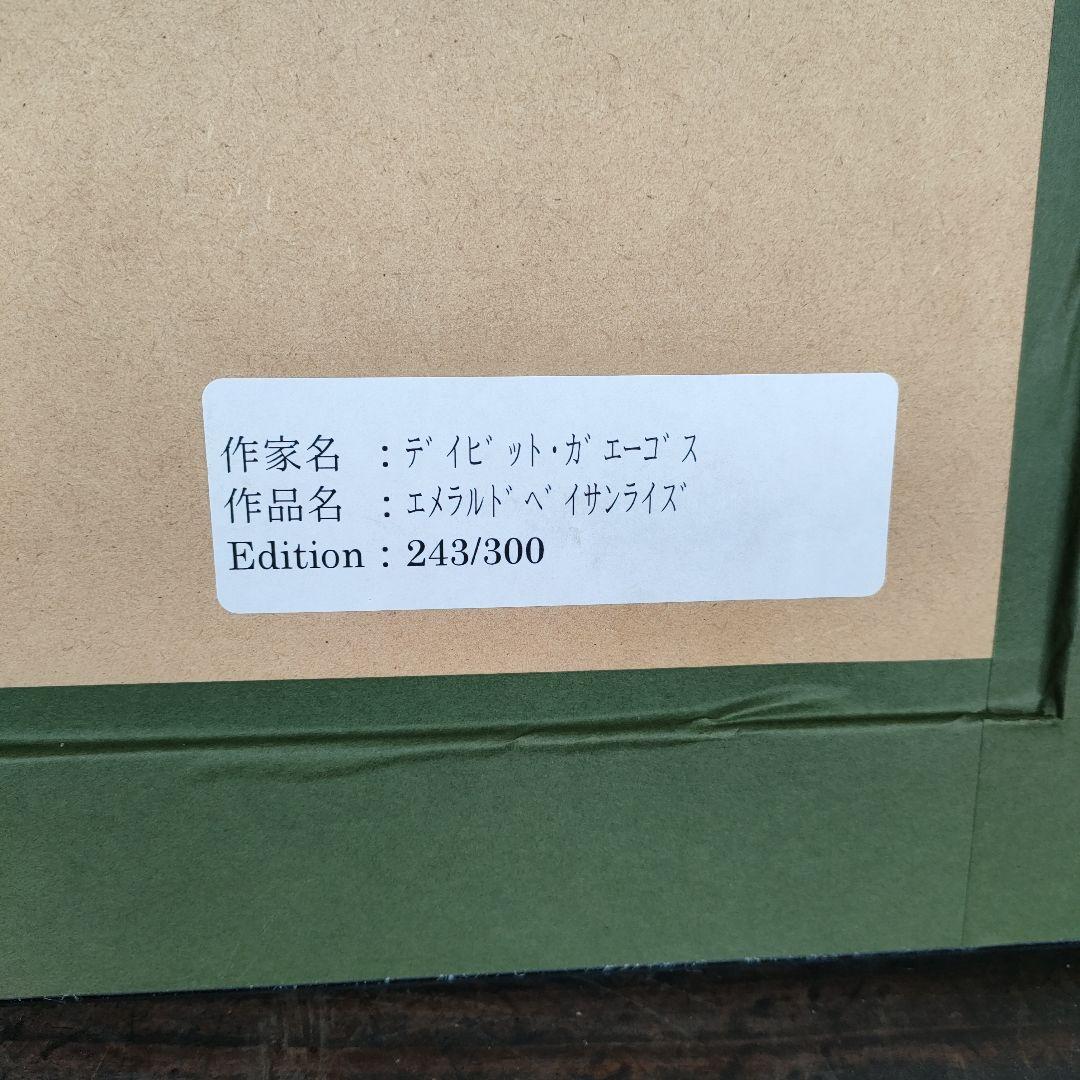 作家名 : ﾃﾞｲﾋﾞｯﾄ･ｶﾞｴｰｺﾞｽ
作品名 : ｴﾒﾗﾙﾄﾞﾍﾞｲｻﾝﾗｲｽﾞ
Edition : 243/300